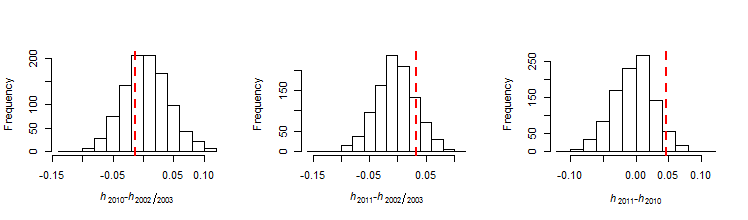 Frequency
0 50 100 200
-0.15 -0.05 0.05
h2010-h2002/2003
Frequency
0 50 150
-0.15 -0.05 0.05
h2011-h2002/2003
Frequency
0 50 150 250
-0.10 0.00 0.05 0.10
h2011-h2010